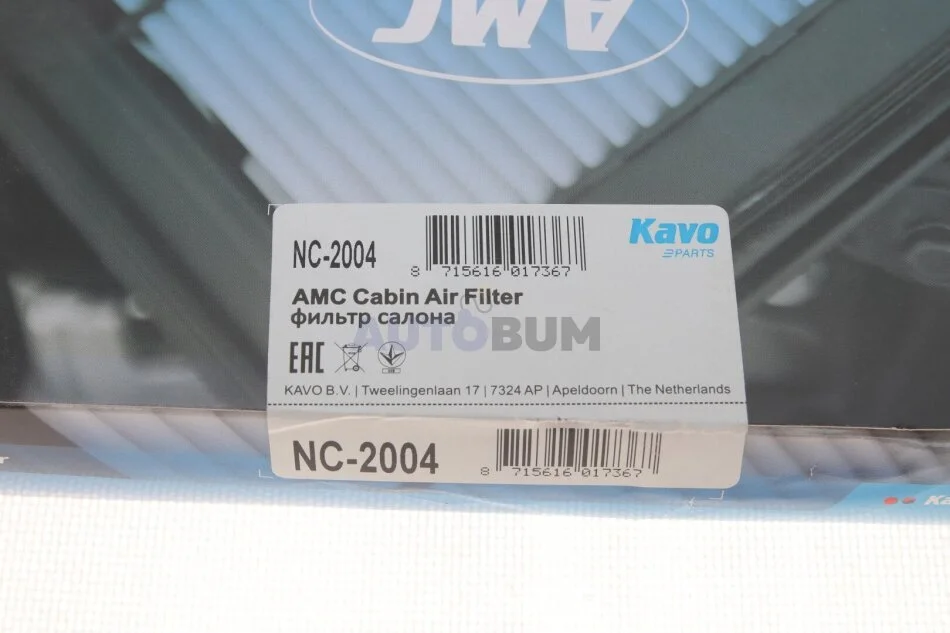 AMC
NC-2004
8 715616 017367
Kavo
PARTS
AMC Cabin Air Filter
фильтр салона
AUTOBUM
EAC
KAVO B.V. | Tweelingenlaan 17 | 7324 AP | Apeldoorn | The Netherlands
NC-2004
8 715616 017367